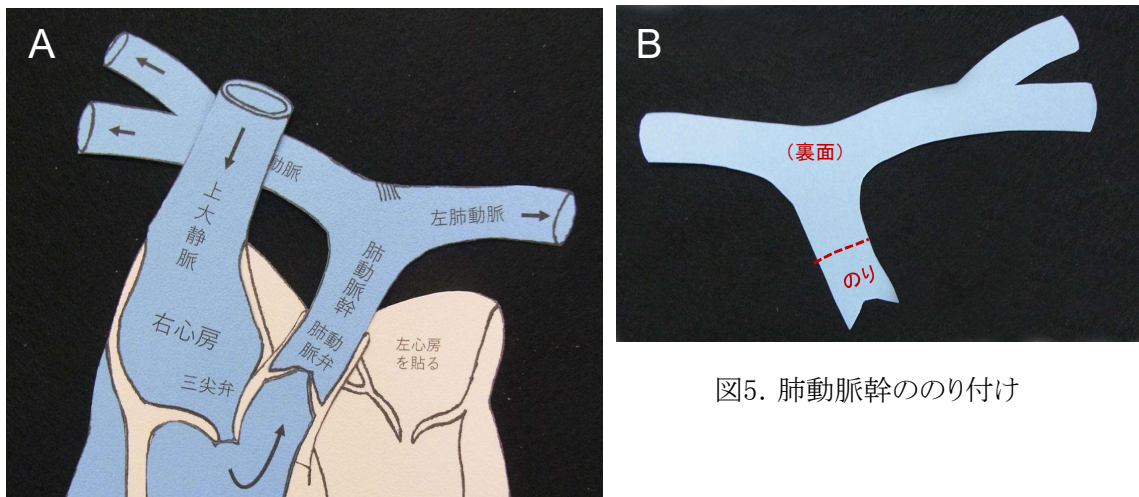 A
動脈
上大静脈
左肺動脈
肺動脈幹
右心房
肺動
脈弁
三尖弁
左心房
を貼る
B
（裏面）
のり
図5. 肺動脈幹ののり付け